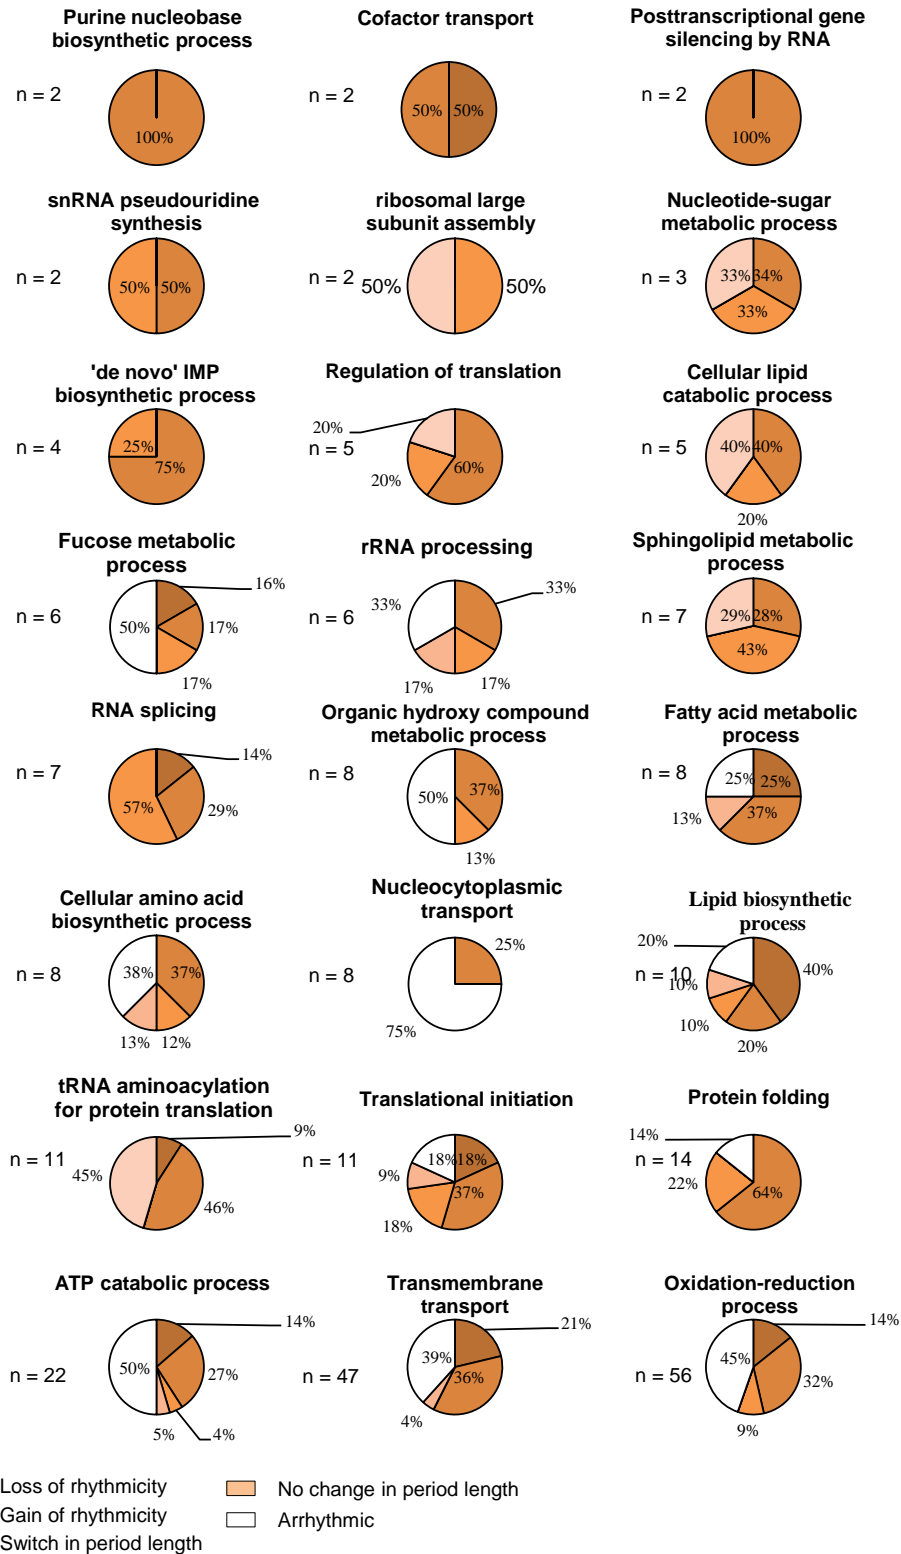 Purine nucleobase
biosynthetic process
n = 2
100%
Cofactor transport
n = 2
50%
50%
Posttranscriptional gene
silencing by RNA
n = 2
100%
snRNA pseudouridine
synthesis
n = 2
50%
50%
ribosomal large
subunit assembly
n = 2
50%
50%
Nucleotide-sugar
metabolic process
n = 3
33%
34%
33%
'de novo' IMP
biosynthetic process
n = 4
25%
75%
Regulation of translation
20%
n = 5
20%
60%
Cellular lipid
catabolic process
n = 5
40%
40%
20%
Fucose metabolic
process
16%
n = 6
50%
17%
17%
rRNA processing
33%
33%
n = 6
17%
17%
Sphingolipid metabolic
process
n = 7
29%
28%
43%
RNA splicing
14%
n = 7
57%
29%
Organic hydroxy compound
metabolic process
n = 8
50%
37%
13%
Fatty acid metabolic
process
n = 8
25%
25%
13%
37%
Cellular amino acid
biosynthetic process
n = 8
38%
37%
13%
12%
Nucleocytoplasmic
transport
25%
n = 8
75%
Lipid biosynthetic
process
20%
40%
n = 10
10%
10%
20%
tRNA aminoacylation
for protein translation
9%
n = 11
45%
46%
Translational initiation
n = 11
18%
18%
9%
37%
18%
Protein folding
14%
n = 14
22%
64%
ATP catabolic process
14%
n = 22
50%
27%
5%
4%
Transmembrane
transport
21%
39%
n = 47
36%
4%
Oxidation-reduction
process
14%
45%
n = 56
32%
9%
Loss of rhythmicity
No change in period length
Gain of rhythmicity
Arrhythmic
Switch in period length